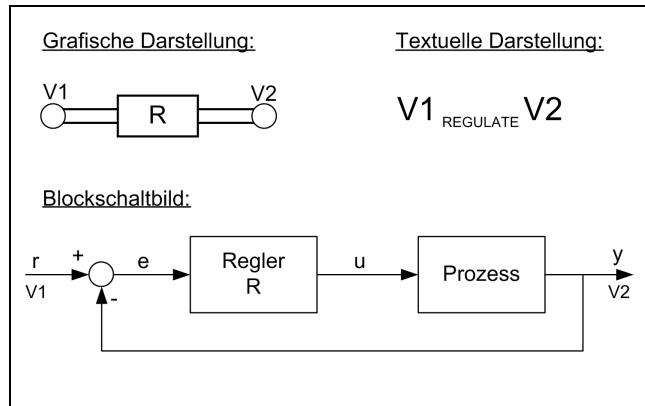 Grafische Darstellung:
Textuelle Darstellung:
V1 R V2
V1 REGULATE V2
Blockschaltbild:
r + e Regler u Prozess y
V1 - R V2